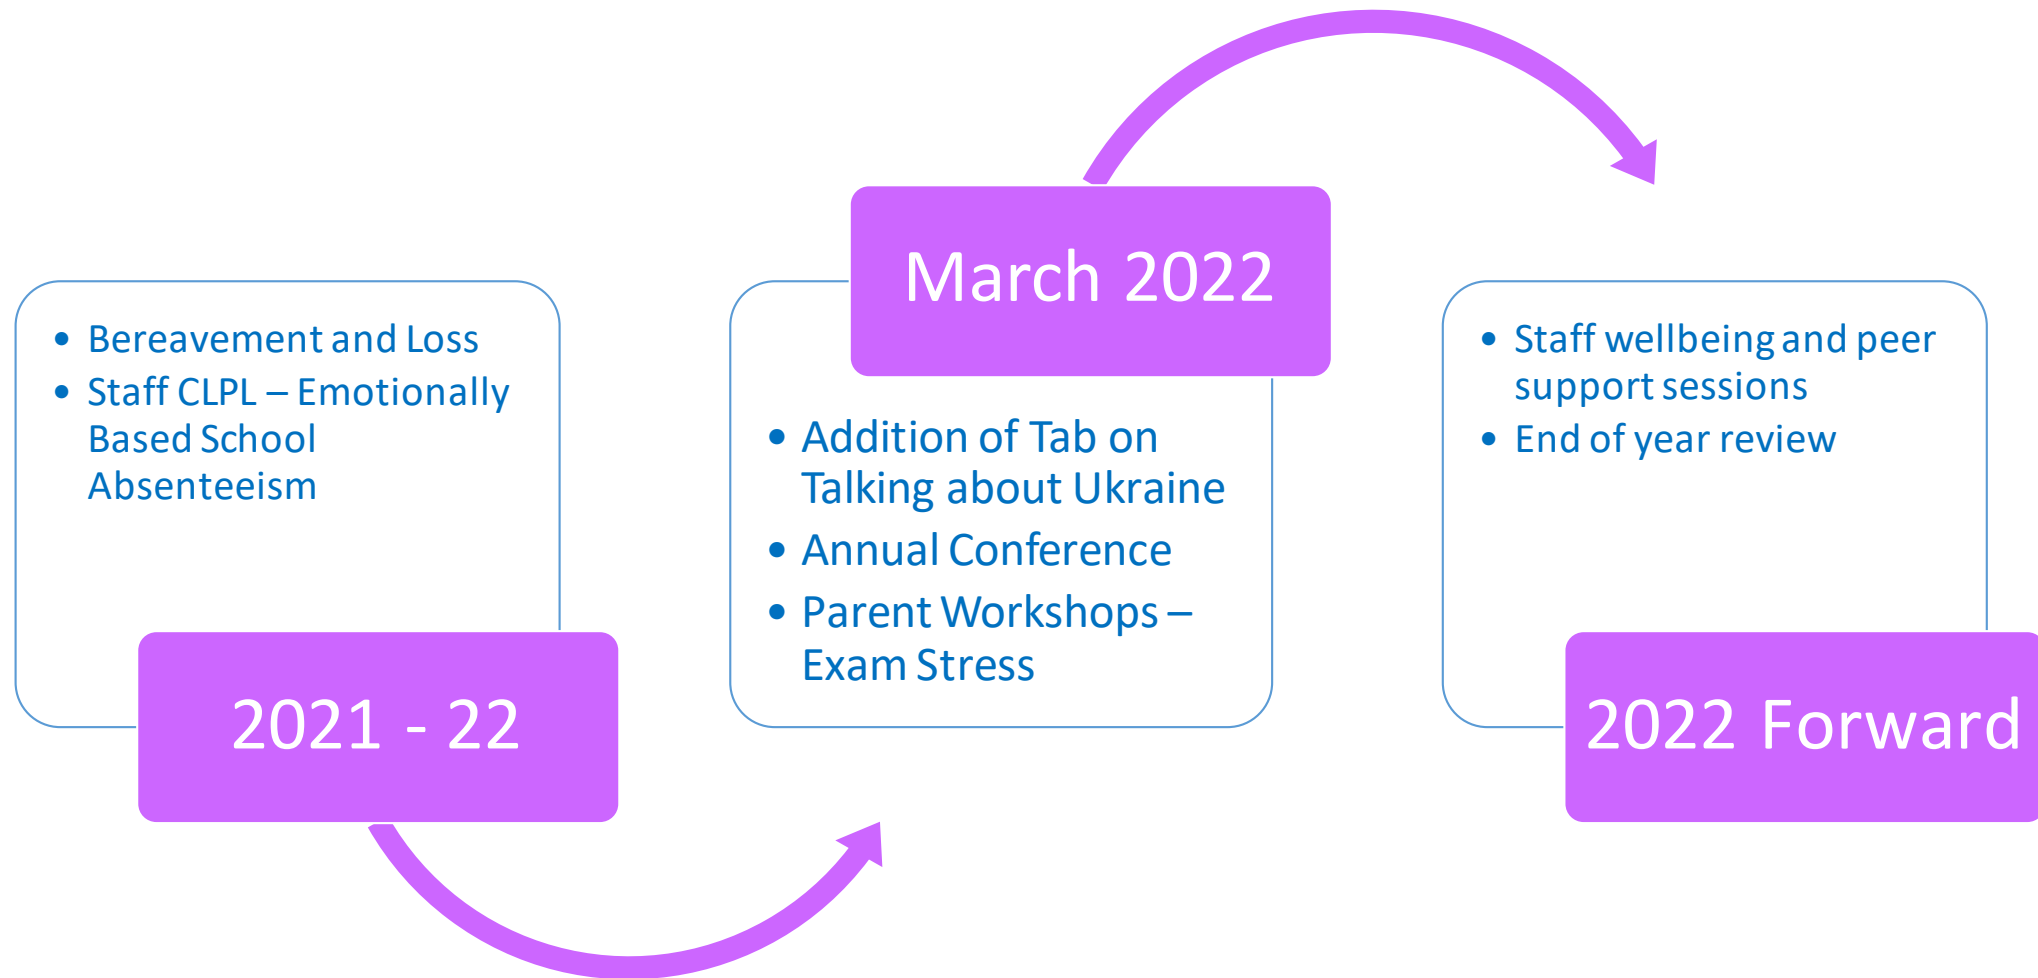 • Bereavement and Loss
• Staff CLPL – Emotionally
Based School
Absenteeism
2021 - 22
March 2022
• Addition of Tab on
Talking about Ukraine
• Annual Conference
• Parent Workshops –
Exam Stress
• Staff wellbeing and peer
support sessions
• End of year review
2022 Forward